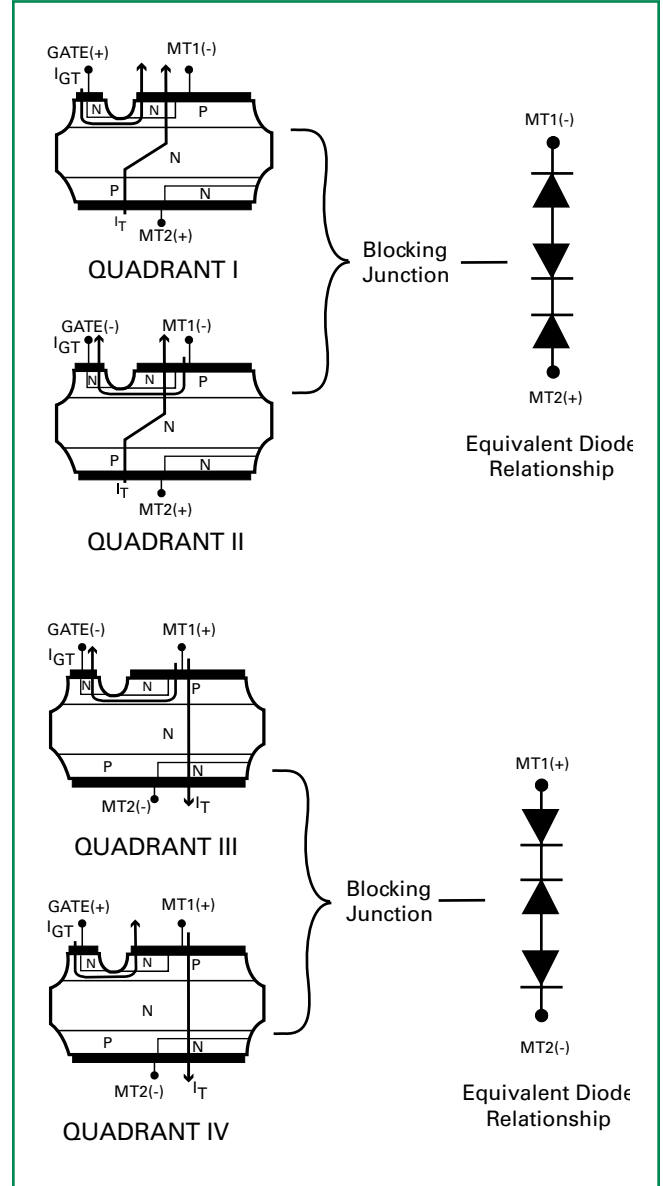 GATE(+)
MT1(-)
IGT
N
N
P
N
P
N
IT
MT2(+)
QUADRANT I
GATE(-)
MT1(-)
IGT
N
N
P
N
P
N
IT
MT2(+)
QUADRANT II
Blocking
Junction
MT1(-)
MT2(+)
Equivalent Diode
Relationship
GATE(-)
MT1(+)
IGT
N
N
P
N
P
N
MT2(-)
IT
QUADRANT III
GATE(+)
MT1(+)
IGT
N
N
P
N
P
N
MT2(-)
IT
QUADRANT IV
Blocking
Junction
MT1(+)
MT2(-)
Equivalent Diode
Relationship